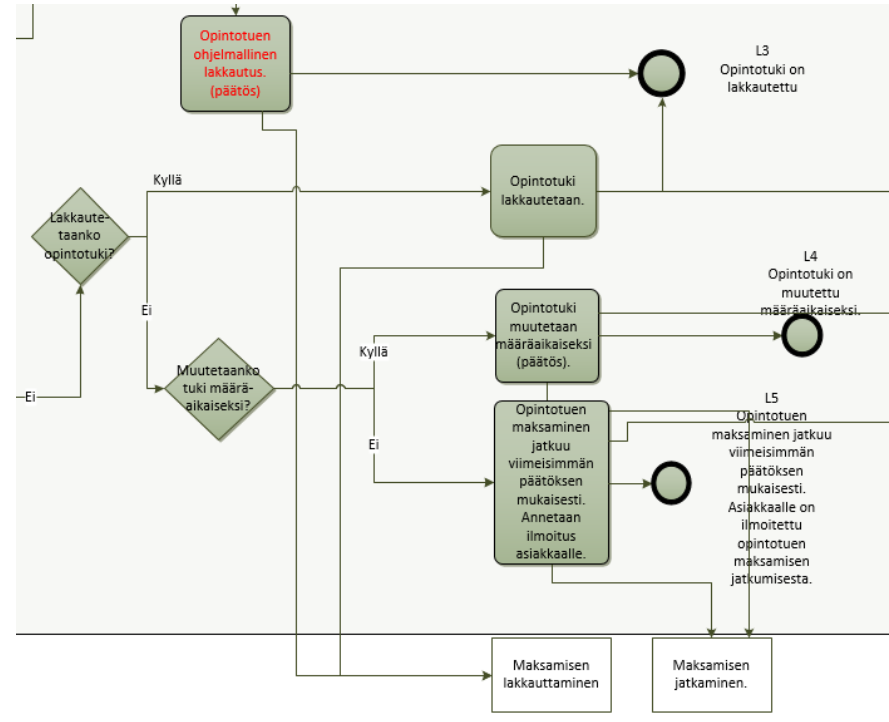 Opintotuen
ohjelmallinen
lakkautus.
(päätös)
L3
Opintotuki on
lakkautettu
Kyllä
Opintotuki
lakkautetaan.
Lakkaute-
taanko
opintotuki?
Ei
L4
Opintotuki on
muutettu
määräaikaiseksi.
Opintotuki
muutetaan
määräaikaiseksi
(päätös).
Kyllä
Muutetaanko
tuki määrä-
aikaiseksi?
Ei
Ei
L5
Opintotuen
maksaminen jatkuu
viimeisimmän
päätöksen
mukaisesti.
Asiakkaalle on
ilmoitettu
opintotuen
maksamisen
jatkumisesta.
Opintotuen
maksaminen
jatkuu
viimeisimmän
päätöksen
mukaisesti.
Annetaan
ilmoitus
asiakkaalle.
Maksamisen
lakkauttaminen
Maksamisen
jatkaminen.